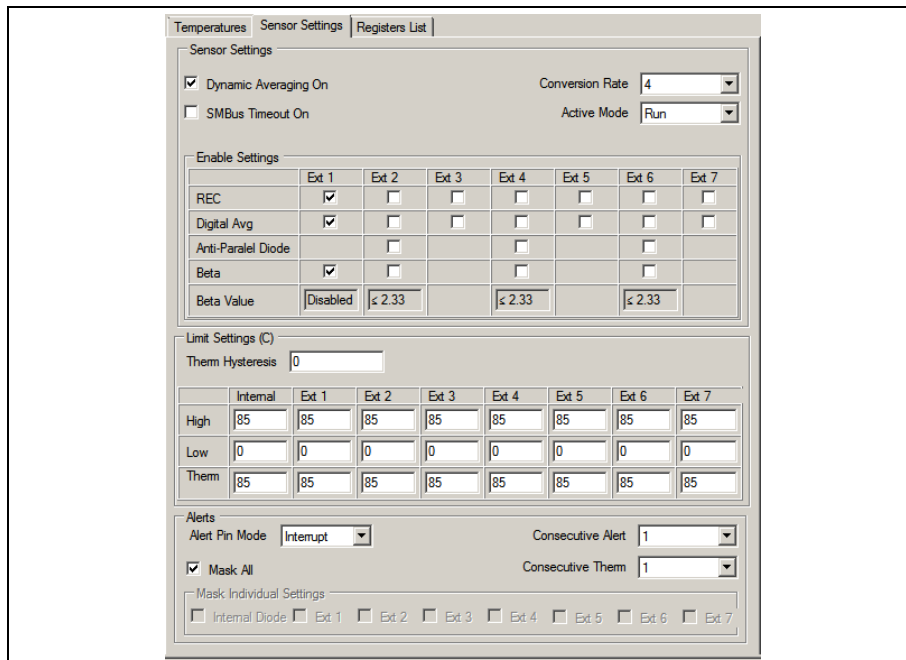 Temperatures Sensor Settings Registers List
Sensor Settings
Dynamic Averaging On Conversion Rate 4
SMBus Timeout On Active Mode Run
Enable Settings
Ext 1 Ext 2 Ext 3 Ext 4 Ext 5 Ext 6 Ext 7
REC
Digital Avg
Anti-Paralel Diode
Beta
Beta Value Disabled ≤ 2.33 ≤ 2.33 ≤ 2.33
Limit Settings (C)
Therm Hysteresis 0
Internal Ext 1 Ext 2 Ext 3 Ext 4 Ext 5 Ext 6 Ext 7
High 85 85 85 85 85 85 85 85
Low 0 0 0 0 0 0 0 0
Therm 85 85 85 85 85 85 85 85
Alerts
Alert Pin Mode Interrupt Consecutive Alert 1
Mask All Consecutive Therm 1
Mask Individual Settings
Internal Diode Ext 1 Ext 2 Ext 3 Ext 4 Ext 5 Ext 6 Ext 7